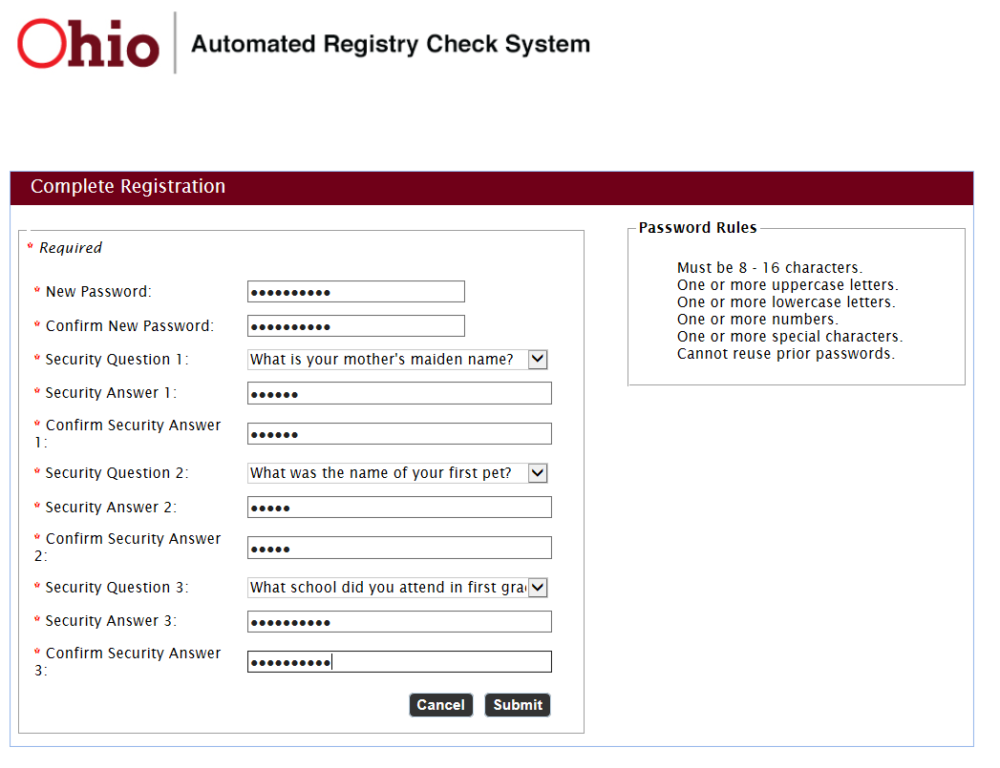 Ohio
Automated Registry Check System
Complete Registration
* Required
* New Password:
••••••••••
* Confirm New Password:
••••••••••
* Security Question 1:
What is your mother's maiden name?
* Security Answer 1:
••••••
* Confirm Security Answer
1:
••••••
* Security Question 2:
What was the name of your first pet?
* Security Answer 2:
•••••
* Confirm Security Answer
2:
•••••
* Security Question 3:
What school did you attend in first gra
* Security Answer 3:
••••••••••
* Confirm Security Answer
3:
••••••••••
Cancel
Submit
Password Rules
Must be 8 - 16 characters.
One or more uppercase letters.
One or more lowercase letters.
One or more numbers.
One or more special characters.
Cannot reuse prior passwords.